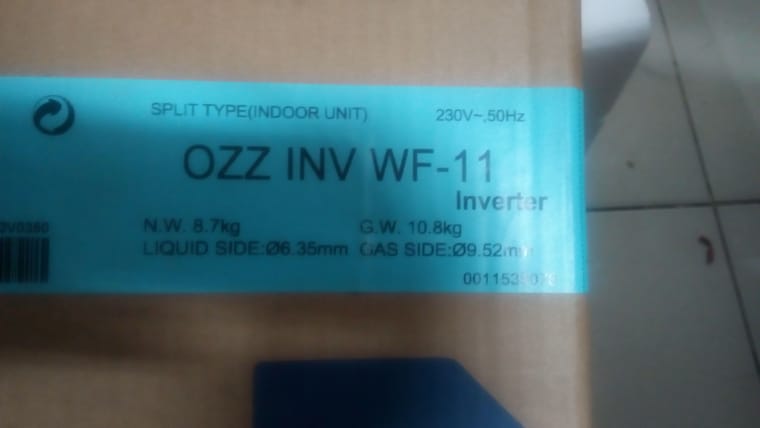 SPLIT TYPE(INDOOR UNIT) 230V~,50Hz
OZZ INV WF-11
Inverter
N.W. 8.7kg G.W. 10.8kg
LIQUID SIDE:Ø6.35mm GAS SIDE:Ø9.52mm